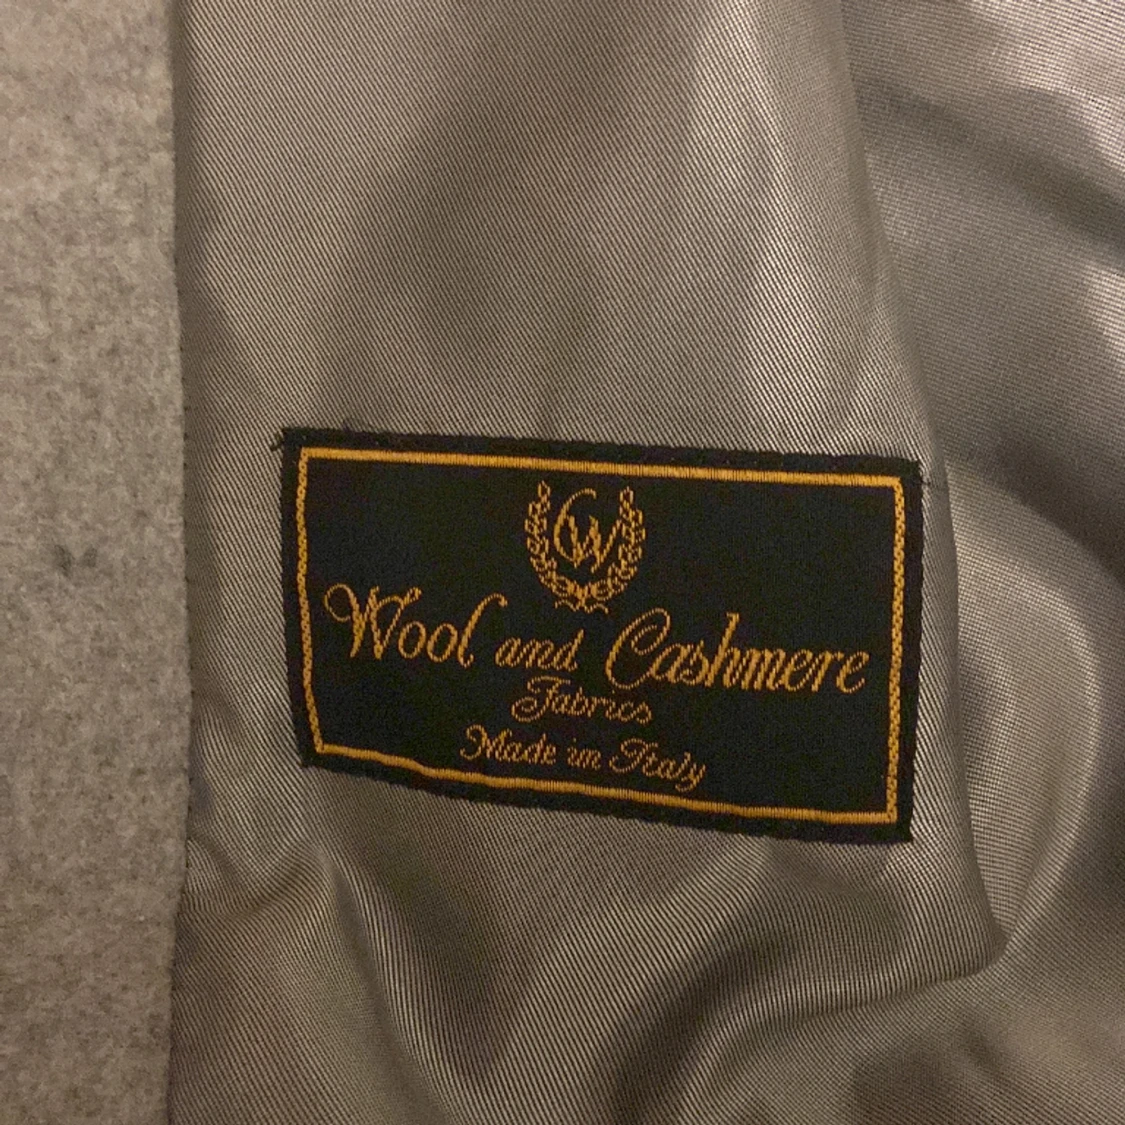 CW
Wool and Cashmere
Fabrics
Made in Italy